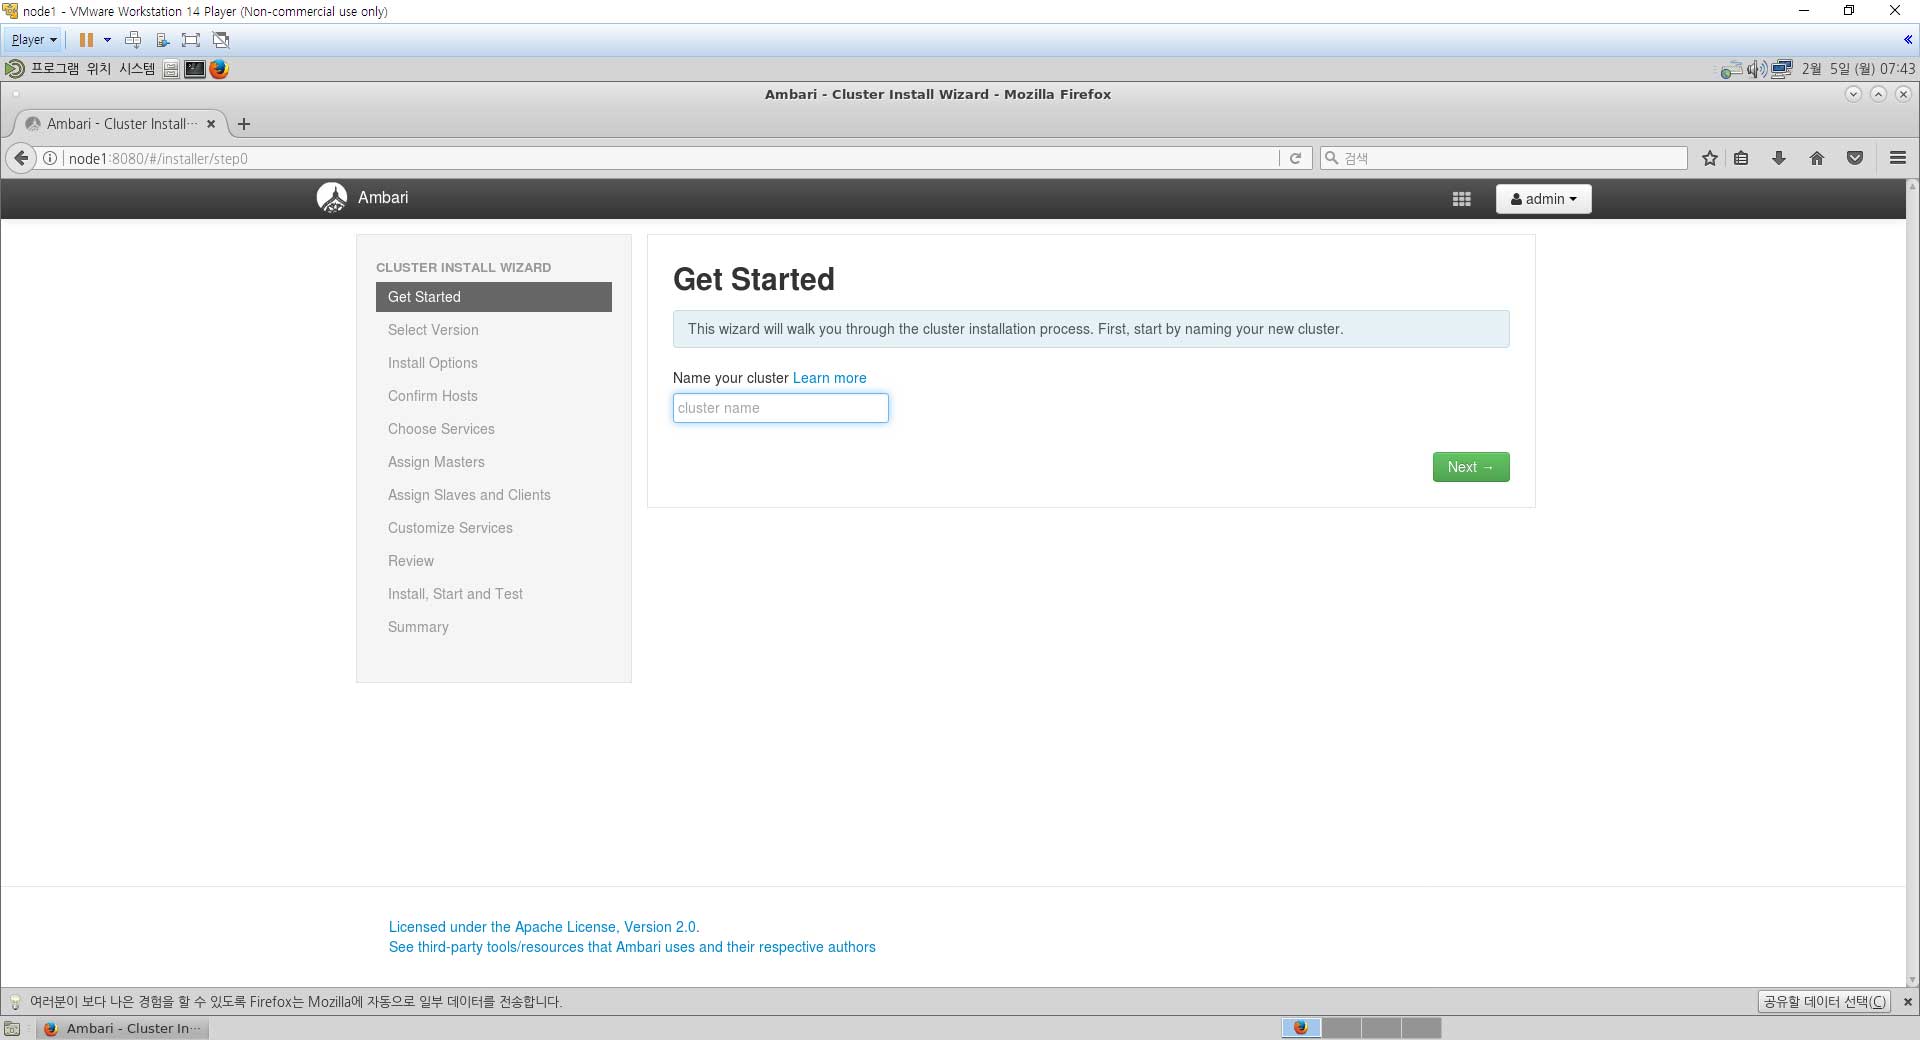 node1 - VMware Workstation 14 Player (Non-commercial use only)
Player
프로그램 위치 시스템
2월 5일 (월) 07:43
Ambari - Cluster Install Wizard - Mozilla Firefox
Ambari - Cluster Install···
node1:8080/#/installer/step0
검색
Ambari
admin
CLUSTER INSTALL WIZARD
Get Started
Select Version
Install Options
Confirm Hosts
Choose Services
Assign Masters
Assign Slaves and Clients
Customize Services
Review
Install, Start and Test
Summary
Get Started
This wizard will walk you through the cluster installation process. First, start by naming your new cluster.
Name your cluster Learn more
cluster name
Next →
Licensed under the Apache License, Version 2.0.
See third-party tools/resources that Ambari uses and their respective authors
여러분이 보다 나은 경험을 할 수 있도록 Firefox는 Mozilla에 자동으로 일부 데이터를 전송합니다.
공유할 데이터 선택(C)
Ambari - Cluster In···